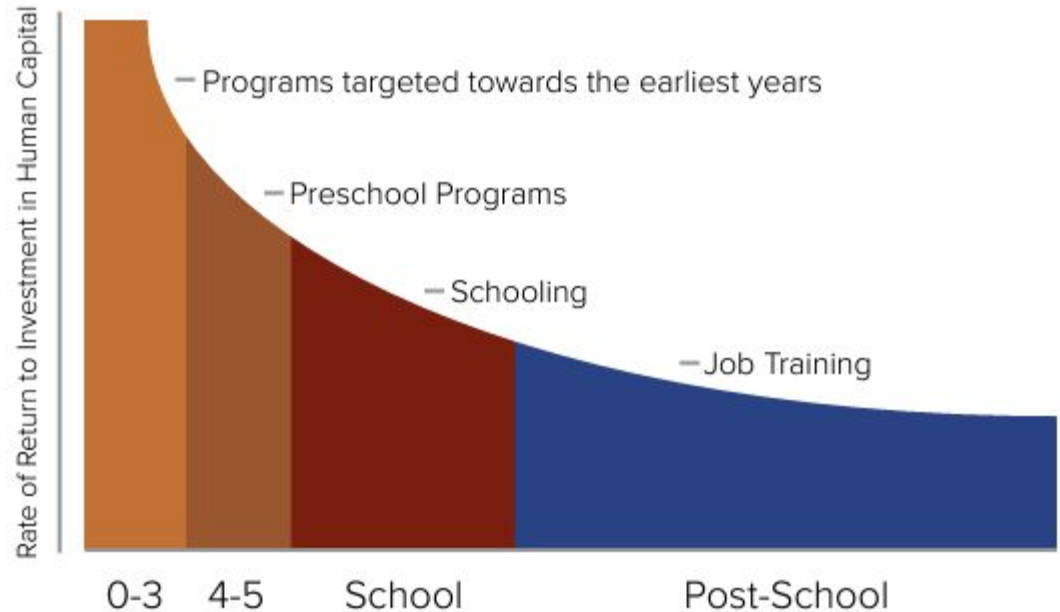 Rate of Return to Investment in Human Capital
Programs targeted towards the earliest years
Preschool Programs
Schooling
Job Training
0-3 4-5 School Post-School